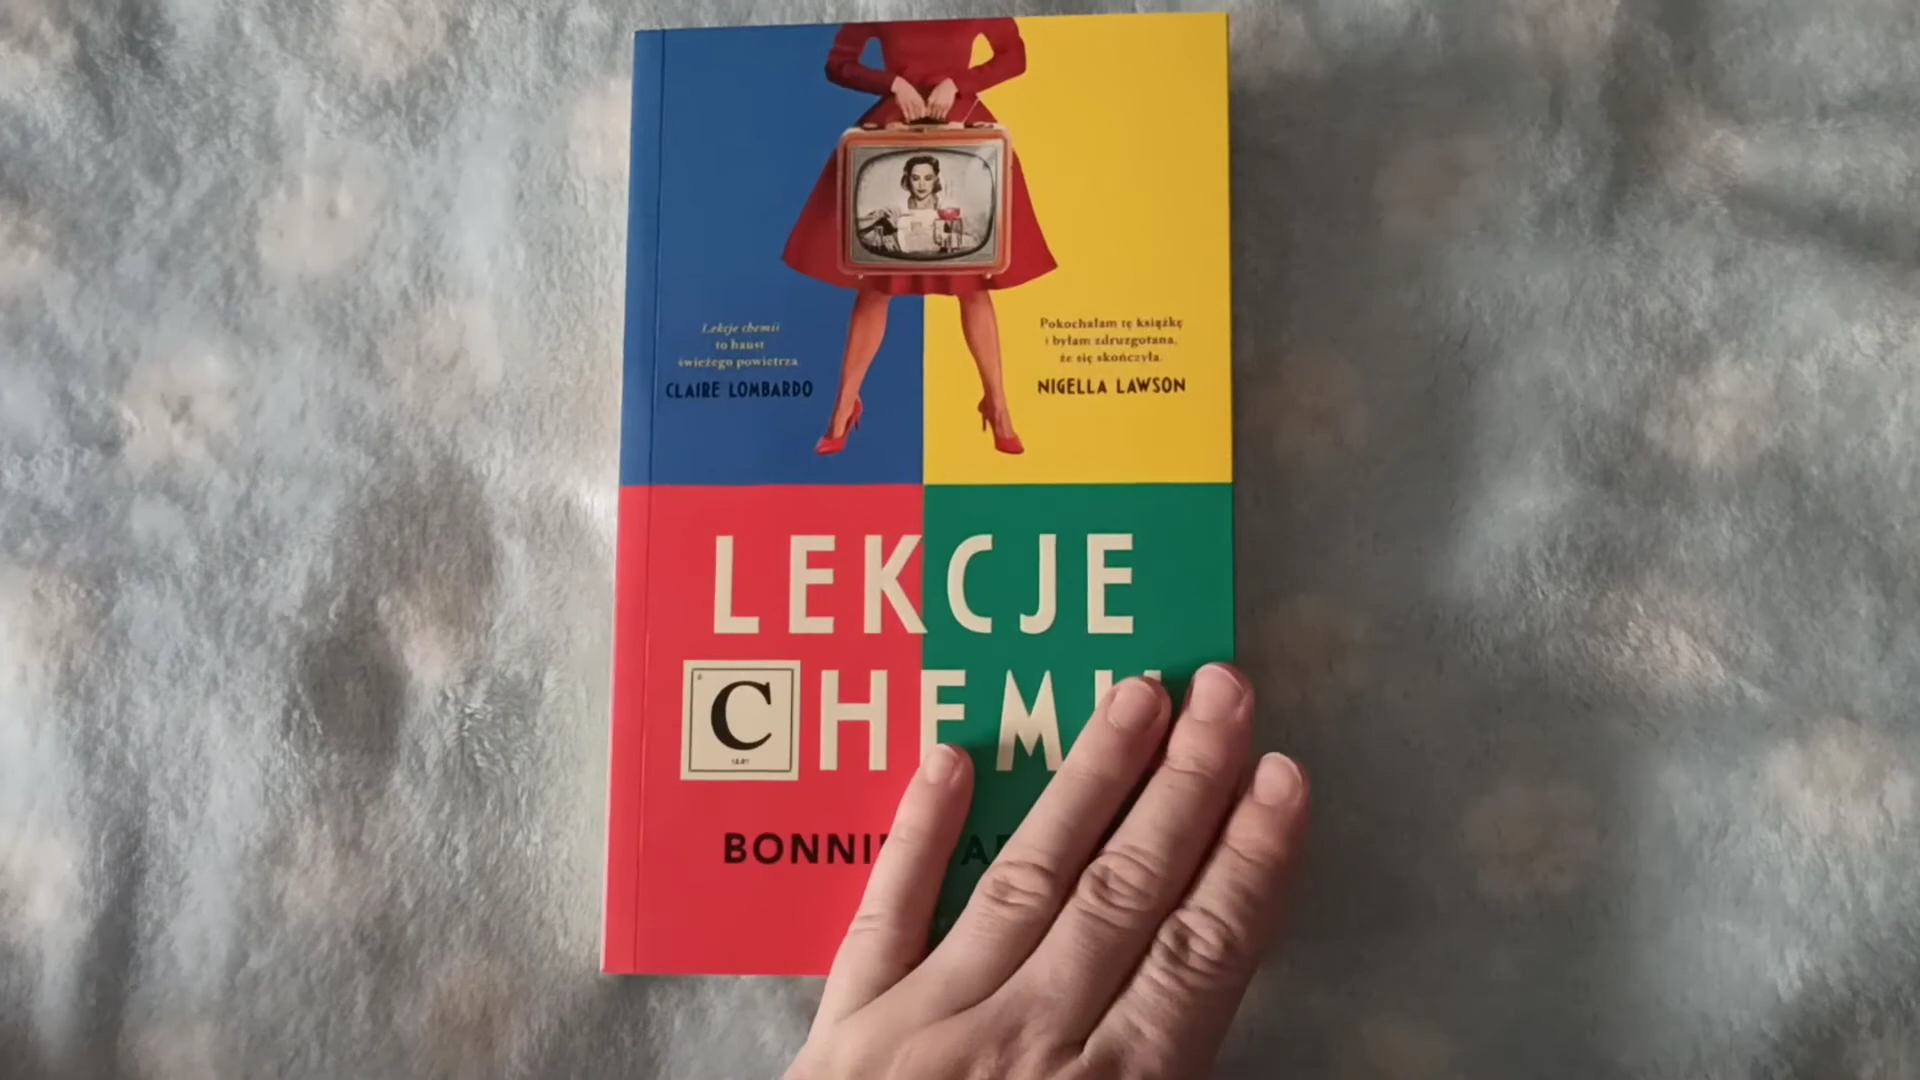 Lekcje chemii
to haust
świeżego powietrza.
CLAIRE LOMBARDO
Pokochałam tę książkę
i byłam zdruzgotana,
że się skończyła.
NIGELLA LAWSON
LEKCJE
CHEMII
BONNIE